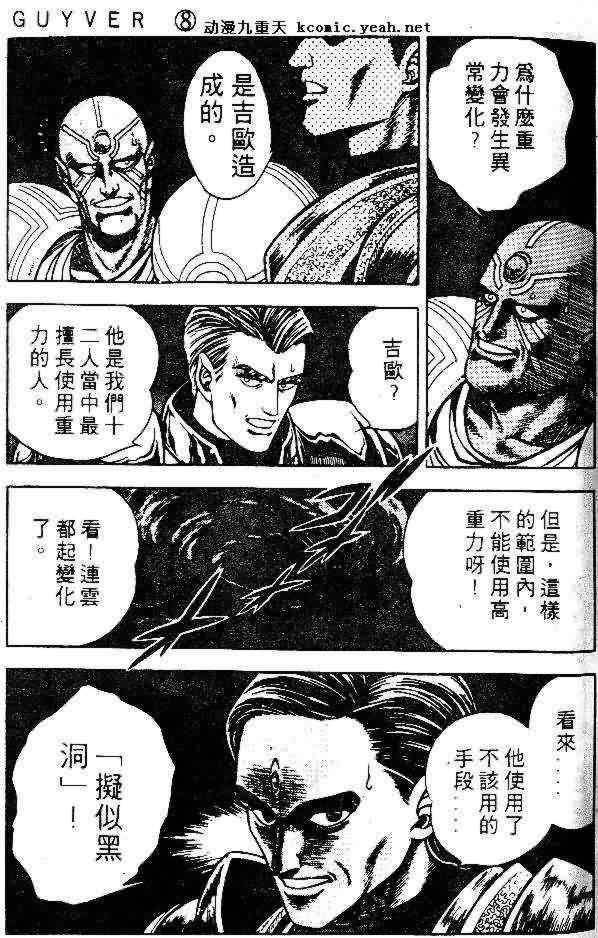 GUYVER ⑧
动漫九重天 kcomic.yeah.net
爲什麼重
力會發生異
常變化?
是吉歐造
成的。
吉歐?
他是我們十
二人當中最
擅長使用重
力的人。
但是,這樣
的範圍內,
不能使用高
重力呀!
看!連雲
都起變化
了。
看來....
他使用了
不該用的
手段....
「擬似黑
洞」!